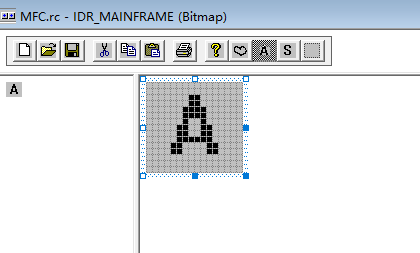 MFC.rc - IDR_MAINFRAME (Bitmap)
? A S
A
A